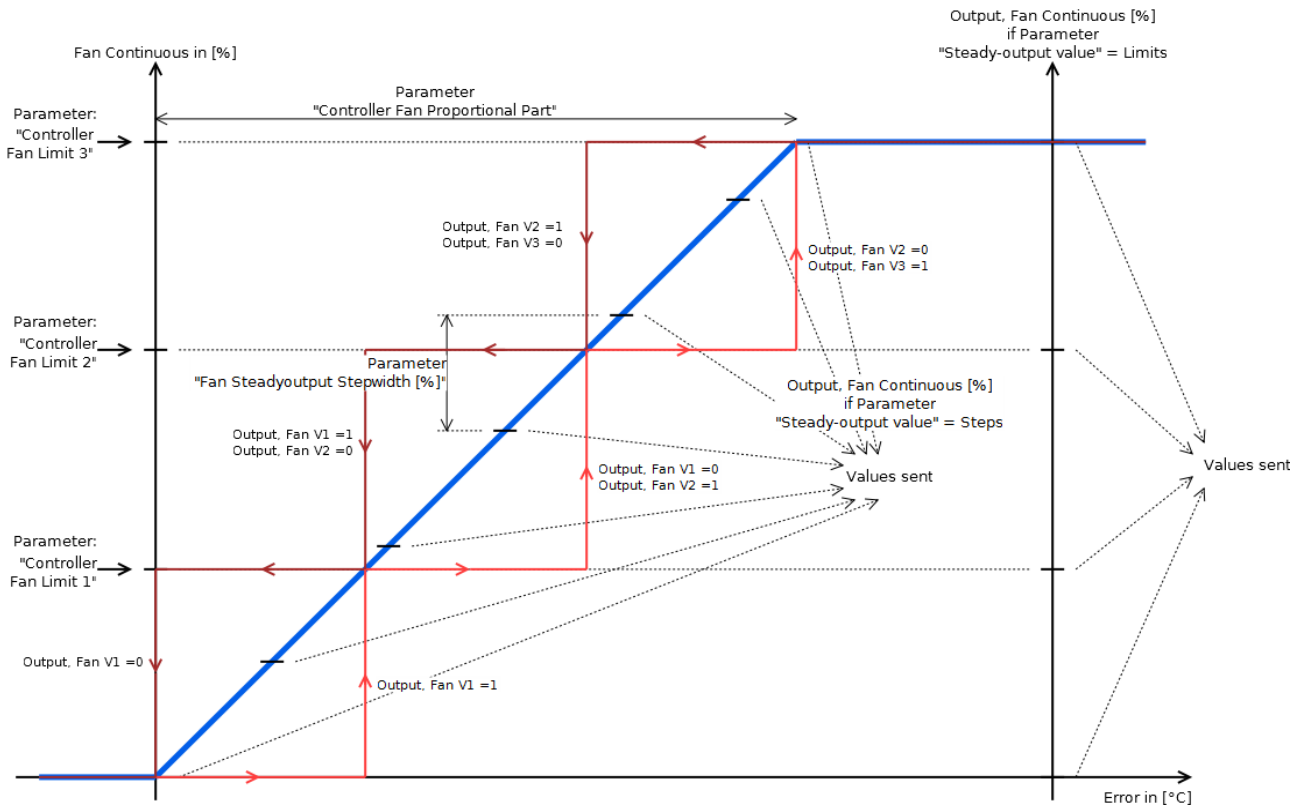 Output, Fan Continuous [%]
if Parameter
"Steady-output value" = Limits
Fan Continuous in [%]
Parameter
"Controller Fan Proportional Part"
Parameter:
"Controller
Fan Limit 3"
Output, Fan V2 =1
Output, Fan V3 =0
Output, Fan V2 =0
Output, Fan V3 =1
Parameter:
"Controller
Fan Limit 2"
Parameter
"Fan Steadyoutput Stepwidth [%]"
Output, Fan Continuous [%]
if Parameter
"Steady-output value" = Steps
Output, Fan V1 =1
Output, Fan V2 =0
Output, Fan V1 =0
Output, Fan V2 =1
Values sent
Values sent
Parameter:
"Controller
Fan Limit 1"
Output, Fan V1 =0
Output, Fan V1 =1
Error in [°C]